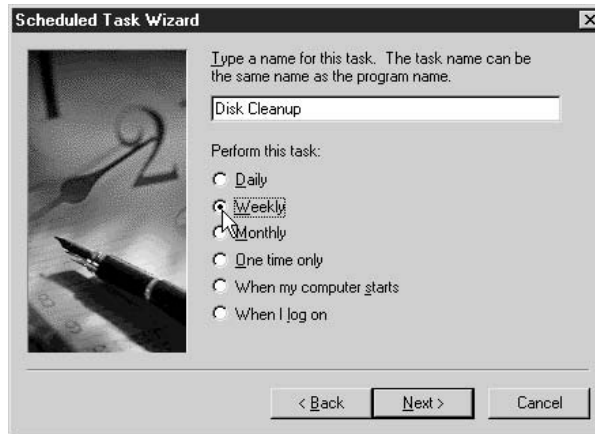 Scheduled Task Wizard
Type a name for this task. The task name can be
the same name as the program name.
Disk Cleanup
Perform this task:
Daily
Weekly
Monthly
One time only
When my computer starts
When I log on
< Back
Next >
Cancel